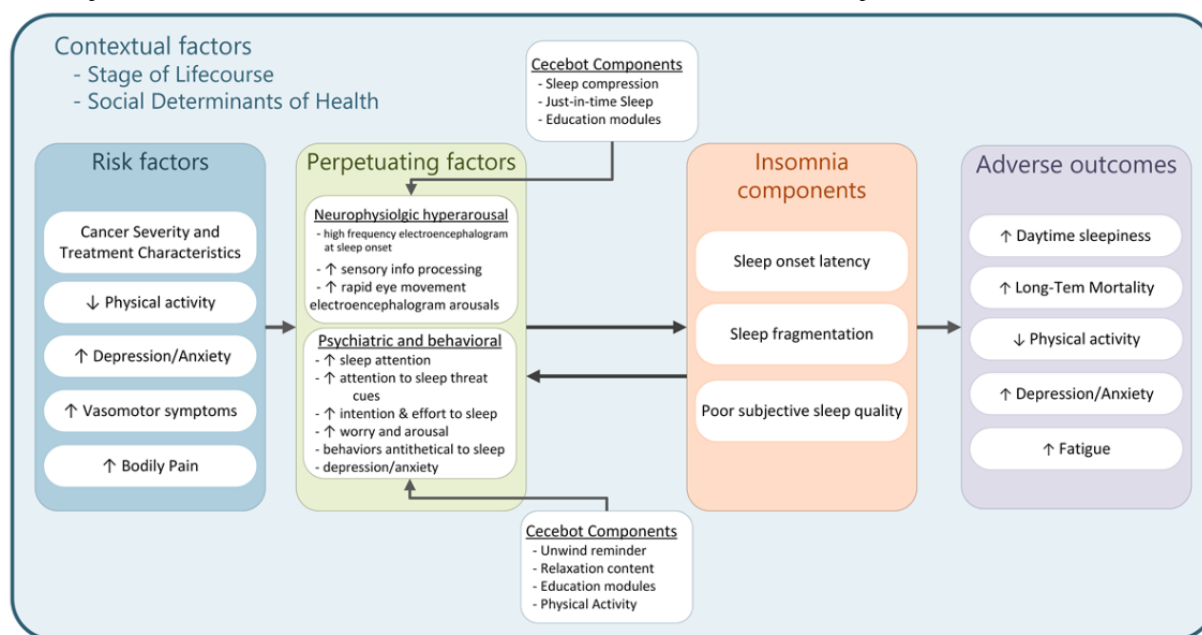 Contextual factors
- Stage of Lifecourse
- Social Determinants of Health
Cecebot Components
- Sleep compression
- Just-in-time Sleep
- Education modules
Risk factors
Cancer Severity and
Treatment Characteristics
↓ Physical activity
↑ Depression/Anxiety
↑ Vasomotor symptoms
↑ Bodily Pain
Perpetuating factors
Neurophysiolgic hyperarousal
- high frequency electroencephalogram
at sleep onset
- ↑ sensory info processing
- ↑ rapid eye movement
electroencephalogram arousals
Psychiatric and behavioral
- ↑ sleep attention
- ↑ attention to sleep threat
cues
- ↑ intention & effort to sleep
- ↑ worry and arousal
- behaviors antithetical to sleep
- depression/anxiety
Insomnia
components
Sleep onset latency
Sleep fragmentation
Poor subjective sleep quality
Adverse outcomes
↑ Daytime sleepiness
↑ Long-Tem Mortality
↓ Physical activity
↑ Depression/Anxiety
↑ Fatigue
Cecebot Components
- Unwind reminder
- Relaxation content
- Education modules
- Physical Activity